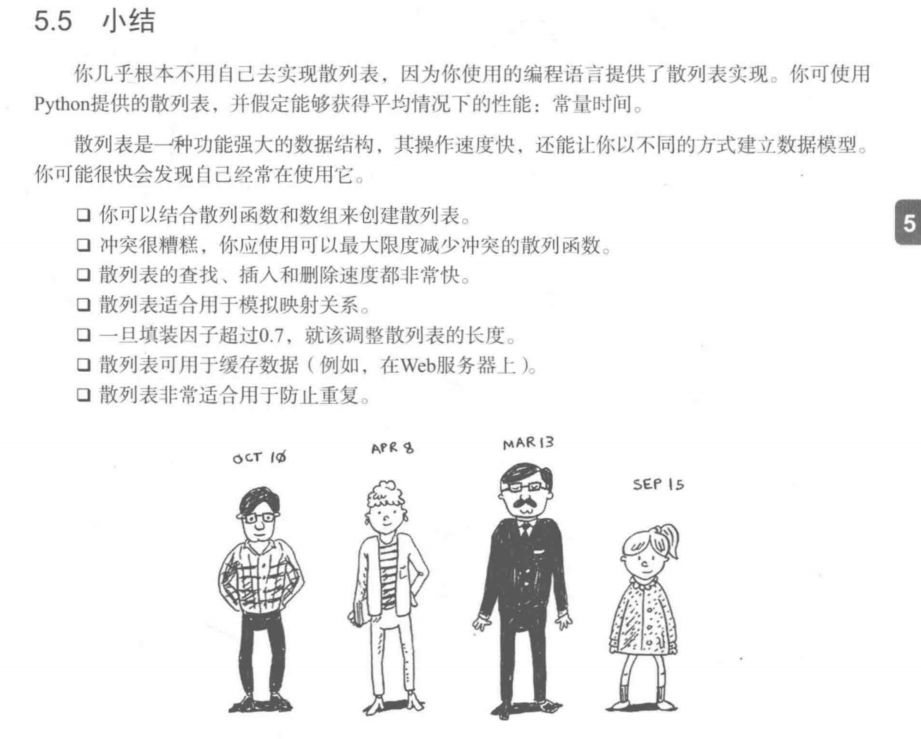 5.5 小结
你几乎根本不用自己去实现散列表，因为你使用的编程语言提供了散列表实现。你可使用
Python提供的散列表，并假定能够获得平均情况下的性能：常量时间。
散列表是一种功能强大的数据结构，其操作速度快，还能让你以不同的方式建立数据模型。
你可能很快会发现自己经常在使用它。
❑ 你可以结合散列函数和数组来创建散列表。
❑ 冲突很糟糕，你应使用可以最大限度减少冲突的散列函数。
❑ 散列表的查找、插入和删除速度都非常快。
❑ 散列表适合用于模拟映射关系。
❑ 一旦填装因子超过0.7，就该调整散列表的长度。
❑ 散列表可用于缓存数据（例如，在Web服务器上）。
❑ 散列表非常适合用于防止重复。
5
OCT 10
APR 8
MAR 13
SEP 15